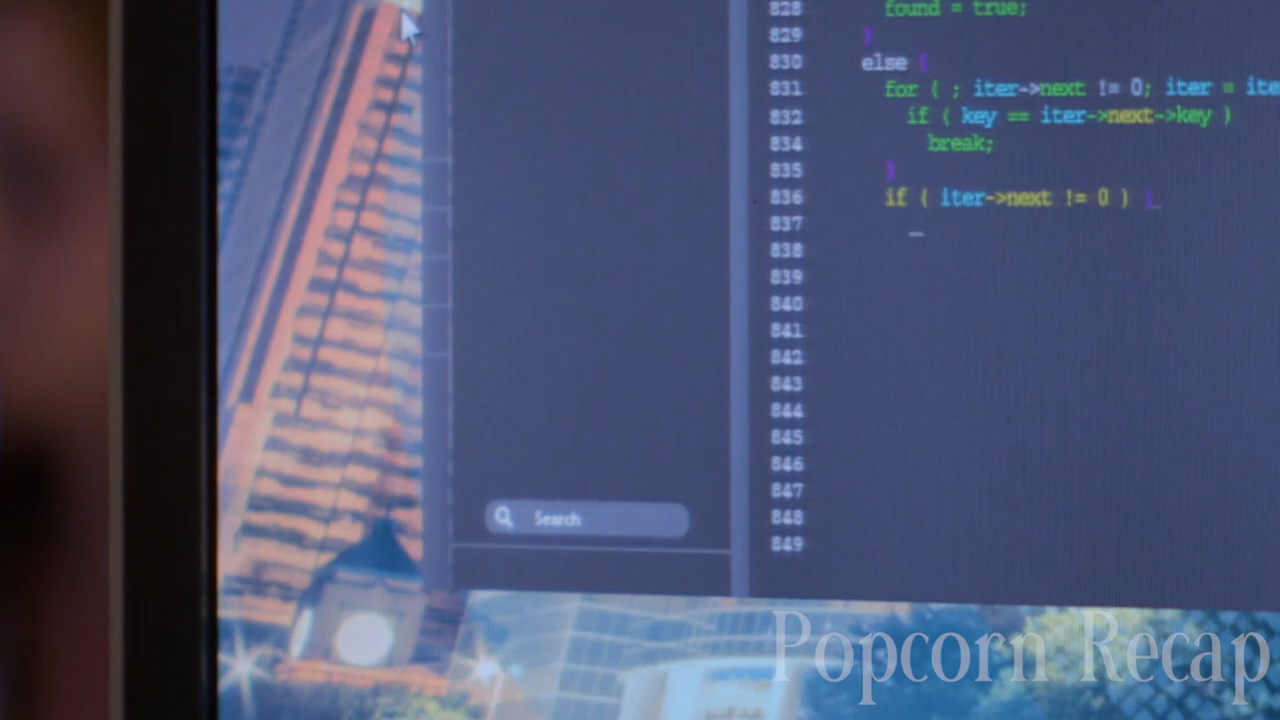 828 found = true;
829 }
830 else {
831 for ( ; iter->next != 0; iter = ite
832 if ( key == iter->next->key )
834 break;
835 }
836 if ( iter->next != 0 ) {_
837 _
838
839
840
841
842
843
844
845
846
847
848
849
Search
Popcorn Recap